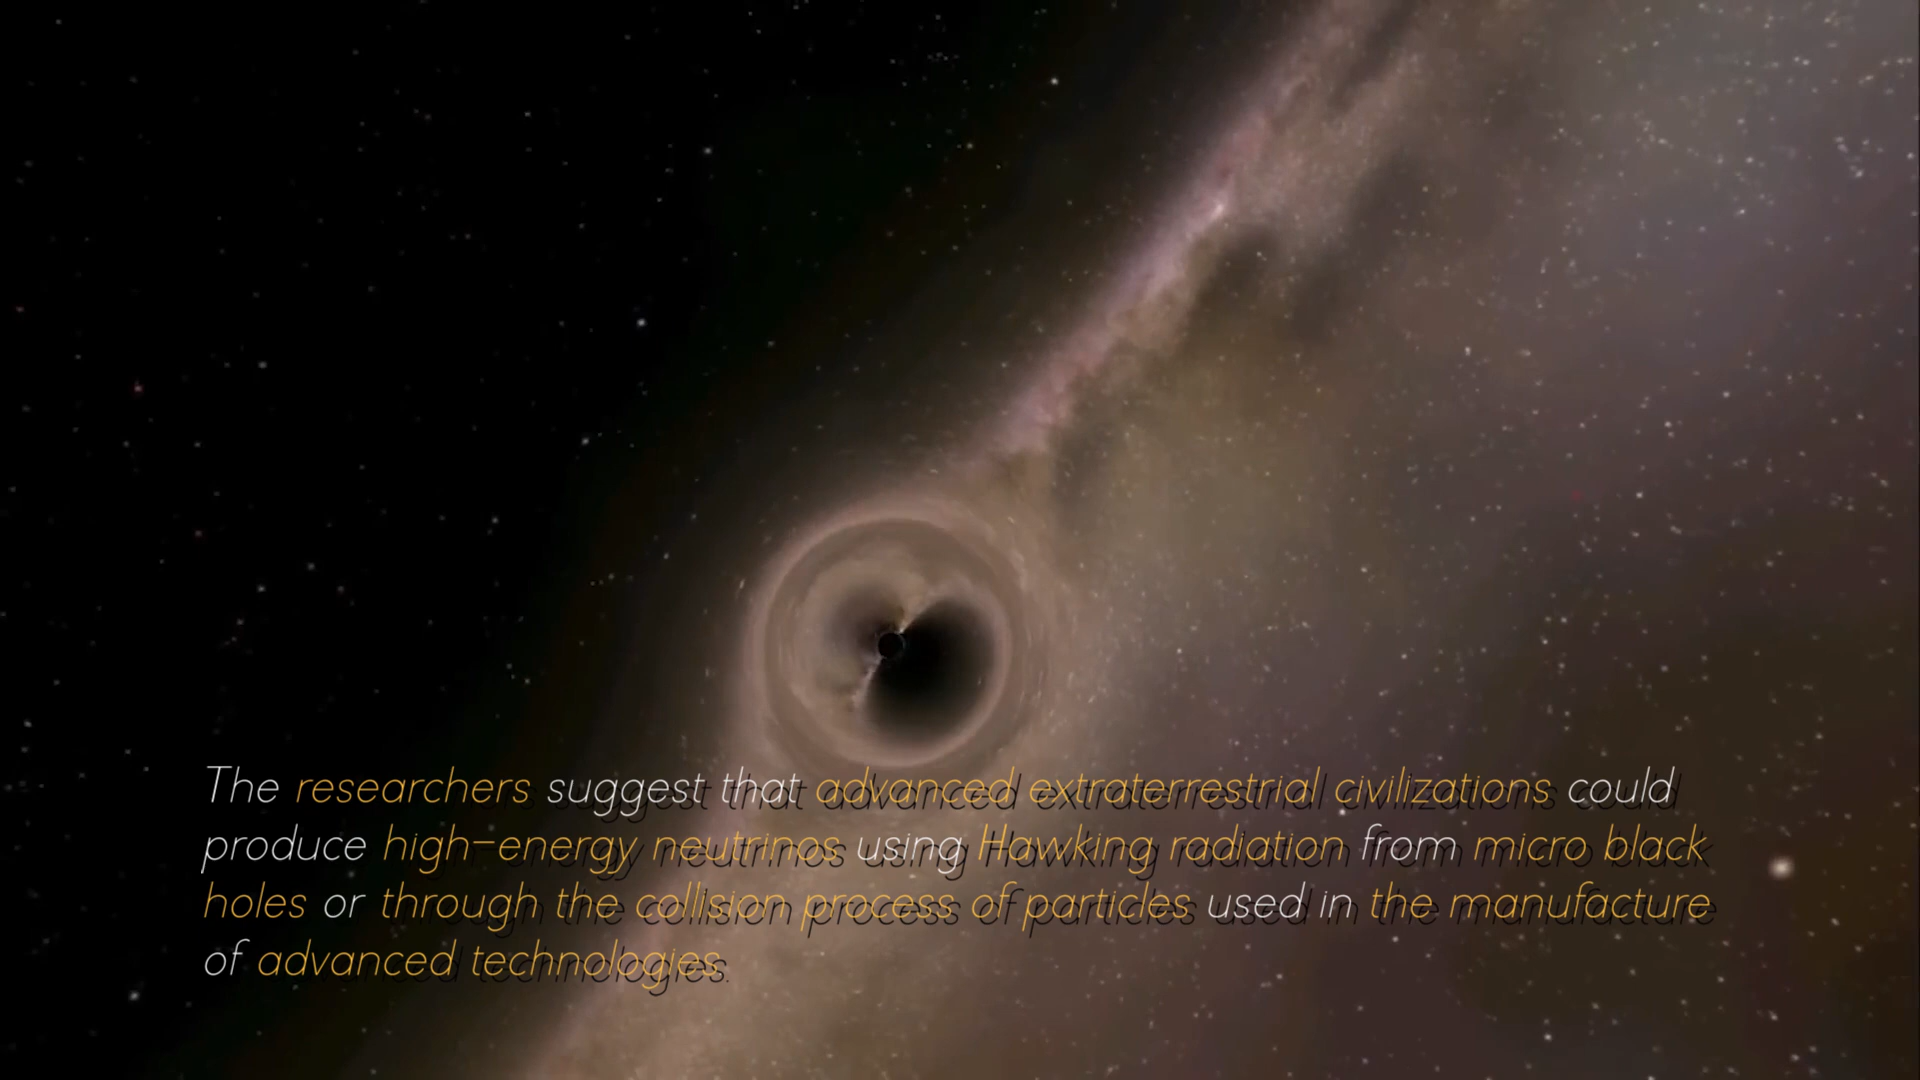 The researchers suggest that advanced extraterrestrial civilizations could
produce high-energy neutrinos using Hawking radiation from micro black
holes or through the collision process of particles used in the manufacture
of advanced technologies.